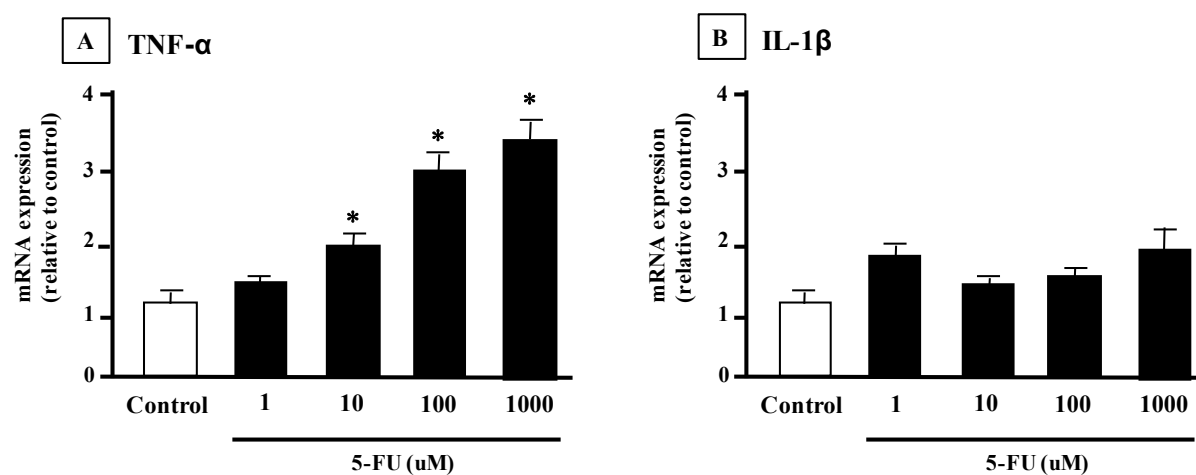 A TNF-α
mRNA expression
(relative to control)
4
3
2
1
0
*
*
*
Control 1 10 100 1000
5-FU (uM)
B IL-1β
mRNA expression
(relative to control)
4
3
2
1
0
Control 1 10 100 1000
5-FU (uM)